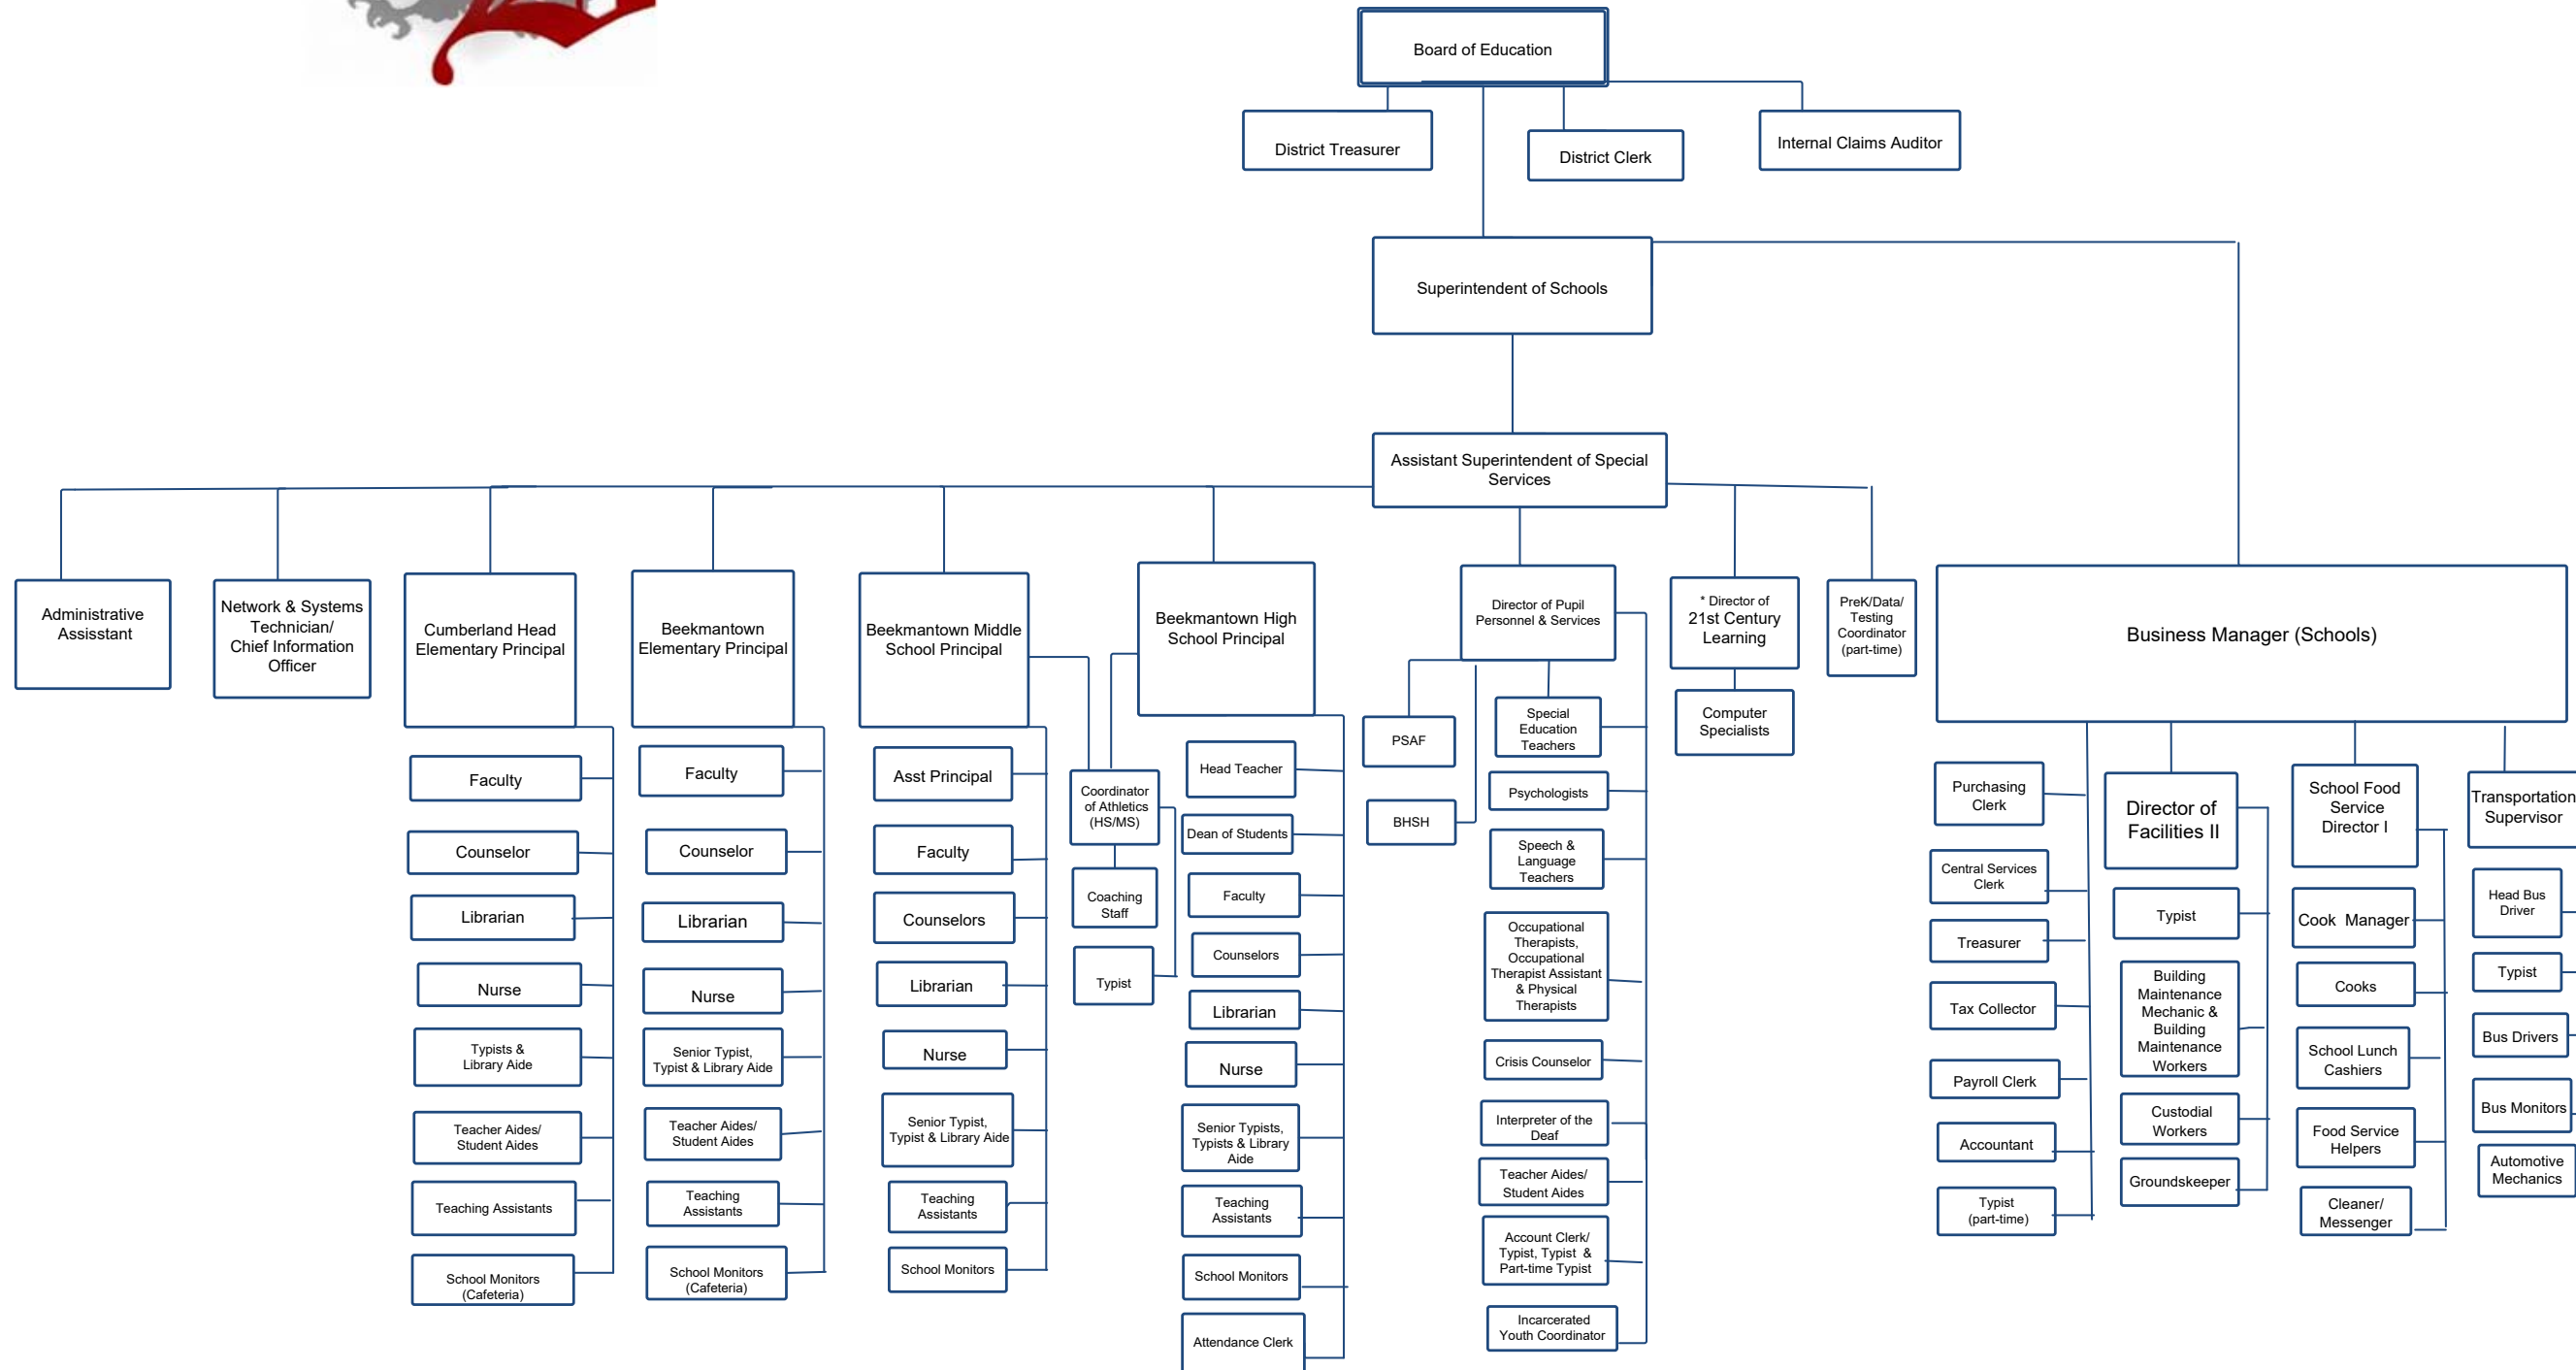 Board of Education
District Treasurer
District Clerk
Internal Claims Auditor
Superintendent of Schools
Assistant Superintendent of Special
Services
Administrative
Assisstant
Network & Systems
Technician/
Chief Information
Officer
Cumberland Head
Elementary Principal
Beekmantown
Elementary Principal
Beekmantown Middle
School Principal
Beekmantown High
School Principal
Director of Pupil
Personnel & Services
* Director of
21st Century
Learning
PreK/Data/
Testing
Coordinator
(part-time)
Business Manager (Schools)
Faculty
Counselor
Librarian
Nurse
Typists &
Library Aide
Teacher Aides/
Student Aides
Teaching Assistants
School Monitors
(Cafeteria)
Faculty
Counselor
Librarian
Nurse
Senior Typist,
Typist & Library Aide
Teacher Aides/
Student Aides
Teaching
Assistants
School Monitors
(Cafeteria)
Asst Principal
Faculty
Counselors
Librarian
Nurse
Senior Typist,
Typist & Library Aide
Teaching
Assistants
School Monitors
Coordinator
of Athletics
(HS/MS)
Coaching
Staff
Typist
Head Teacher
Dean of Students
Faculty
Counselors
Librarian
Nurse
Senior Typists,
Typists & Library
Aide
Teaching
Assistants
School Monitors
Attendance Clerk
PSAF
BHSH
Special
Education
Teachers
Psychologists
Speech &
Language
Teachers
Occupational
Therapists,
Occupational
Therapist Assistant
& Physical
Therapists
Crisis Counselor
Interpreter of the
Deaf
Teacher Aides/
Student Aides
Account Clerk/
Typist, Typist &
Part-time Typist
Incarcerated
Youth Coordinator
Computer
Specialists
Purchasing
Clerk
Central Services
Clerk
Treasurer
Tax Collector
Payroll Clerk
Accountant
Typist
(part-time)
Director of
Facilities II
Typist
Building
Maintenance
Mechanic &
Building
Maintenance
Workers
Custodial
Workers
Groundskeeper
School Food
Service
Director I
Cook Manager
Cooks
School Lunch
Cashiers
Food Service
Helpers
Cleaner/
Messenger
Transportation
Supervisor
Head Bus
Driver
Typist
Bus Drivers
Bus Monitors
Automotive
Mechanics